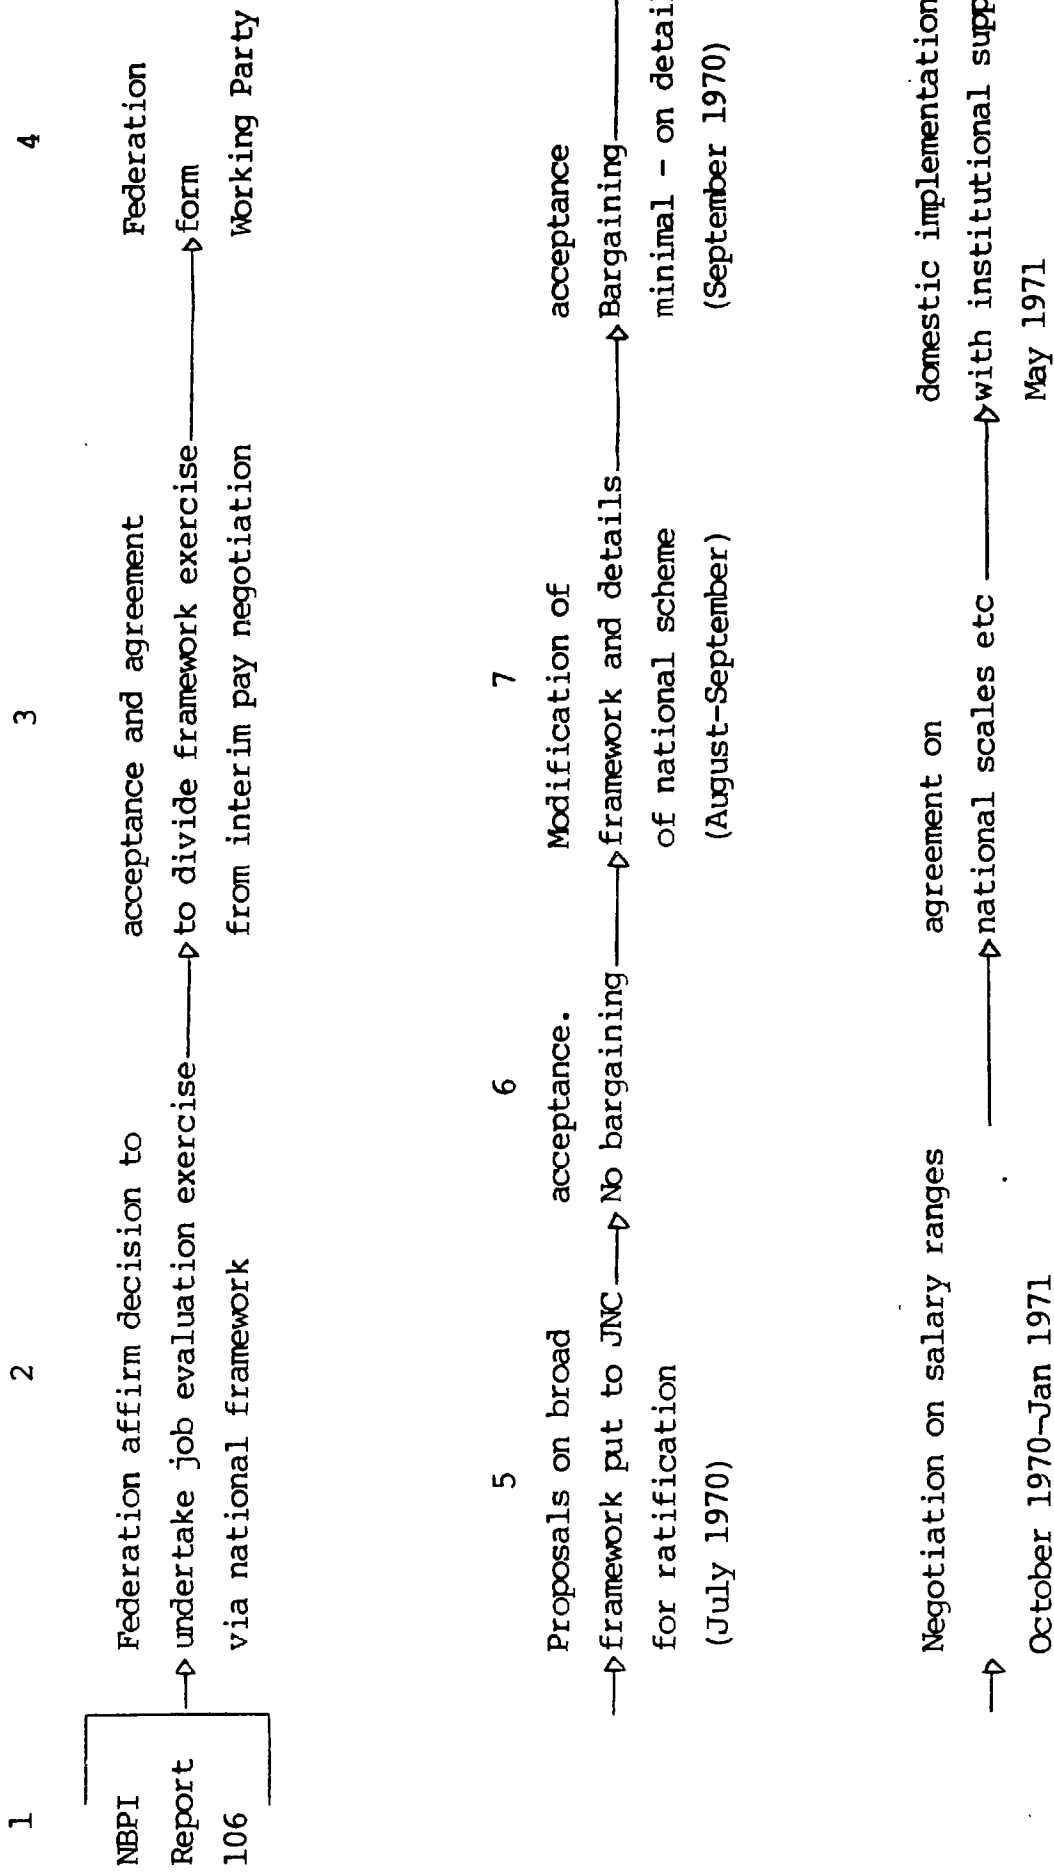 1
NBPI
Report
106
2
Federation affirm decision to
undertake job evaluation exercise
via national framework
3
acceptance and agreement
to divide framework exercise
from interim pay negotiation
4
Federation
form
Working Party
5
Proposals on broad
framework put to JNC
for ratification
(July 1970)
6
acceptance.
No bargaining
7
Modification of
framework and details
of national scheme
(August-September)
acceptance
Bargaining
minimal - on detail
(September 1970)
Negotiation on salary ranges
October 1970-Jan 1971
agreement on
national scales etc
domestic implementation
with institutional supp
May 1971